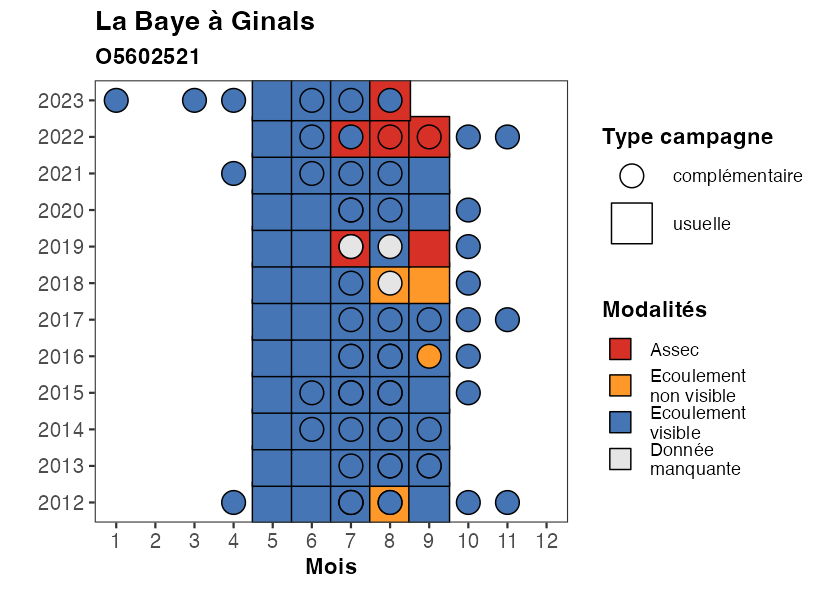 La Baye à Ginals
O5602521
2023
2022
2021
2020
2019
2018
2017
2016
2015
2014
2013
2012
1 2 3 4 5 6 7 8 9 10 11 12
Mois
Type campagne
complémentaire
usuelle
Modalités
Assec
Ecoulement
non visible
Ecoulement
visible
Donnée
manquante